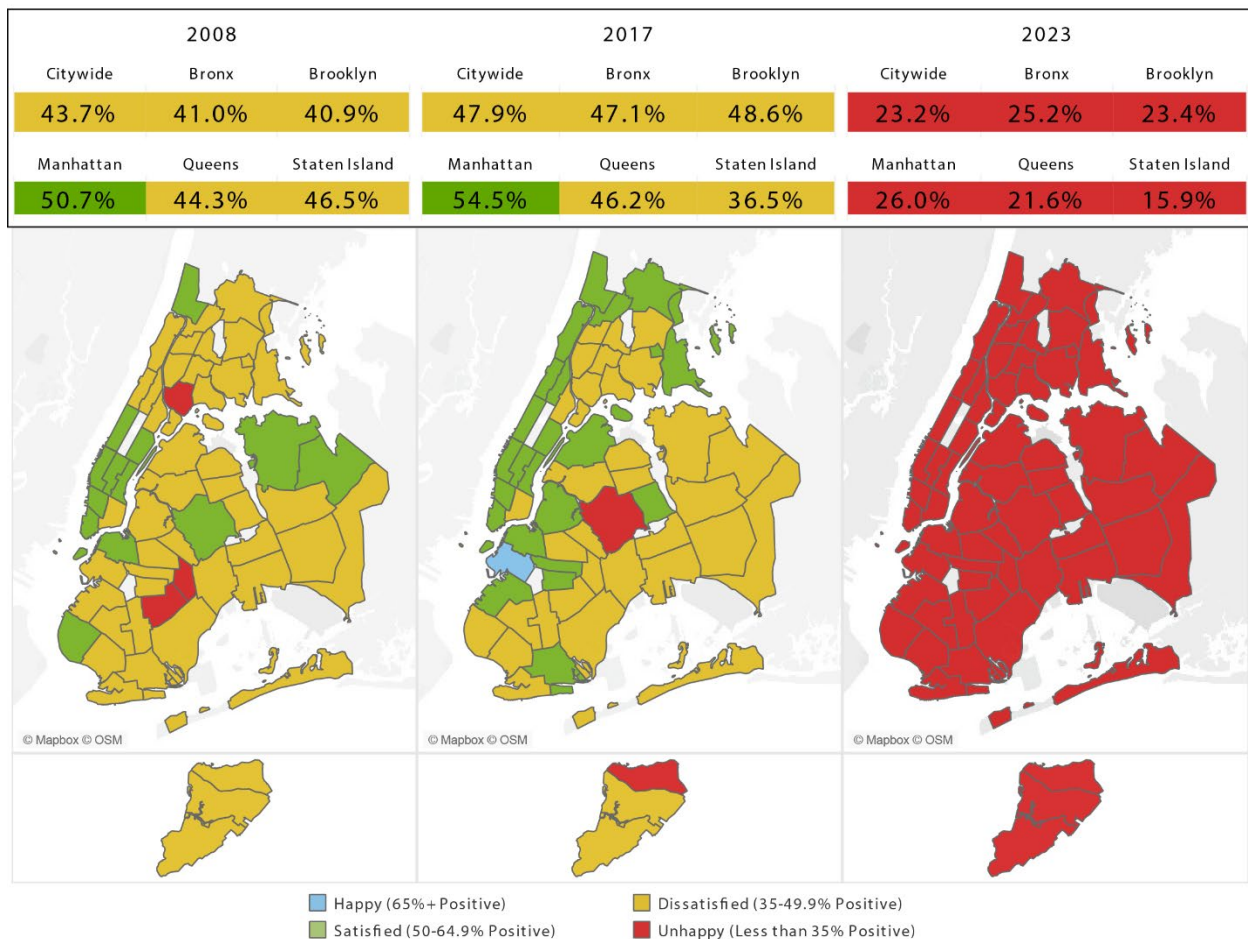 2008
2017
2023
Citywide Bronx Brooklyn
Citywide Bronx Brooklyn
Citywide Bronx Brooklyn
43.7% 41.0% 40.9%
47.9% 47.1% 48.6%
23.2% 25.2% 23.4%
Manhattan Queens Staten Island
Manhattan Queens Staten Island
Manhattan Queens Staten Island
50.7% 44.3% 46.5%
54.5% 46.2% 36.5%
26.0% 21.6% 15.9%
© Mapbox © OSM
© Mapbox © OSM
© Mapbox © OSM
Happy (65%+ Positive)
Dissatisfied (35-49.9% Positive)
Satisfied (50-64.9% Positive)
Unhappy (Less than 35% Positive)